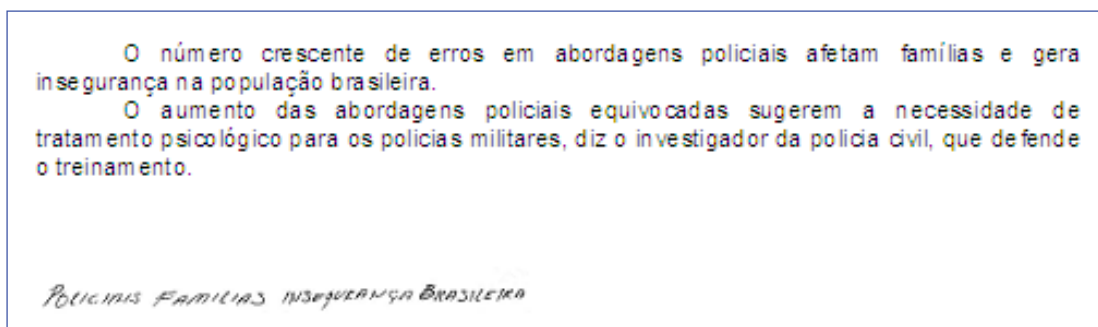 O número crescente de erros em abordagens policiais afetam famílias e gera
insegurança na população brasileira.
O aumento das abordagens policiais equivocadas sugerem a necessidade de
tratamento psicológico para os policias militares, diz o investigador da policia civil, que defende
o treinamento.
POLICIAIS FAMILIAS INSEGURANÇA BRASILEIRA